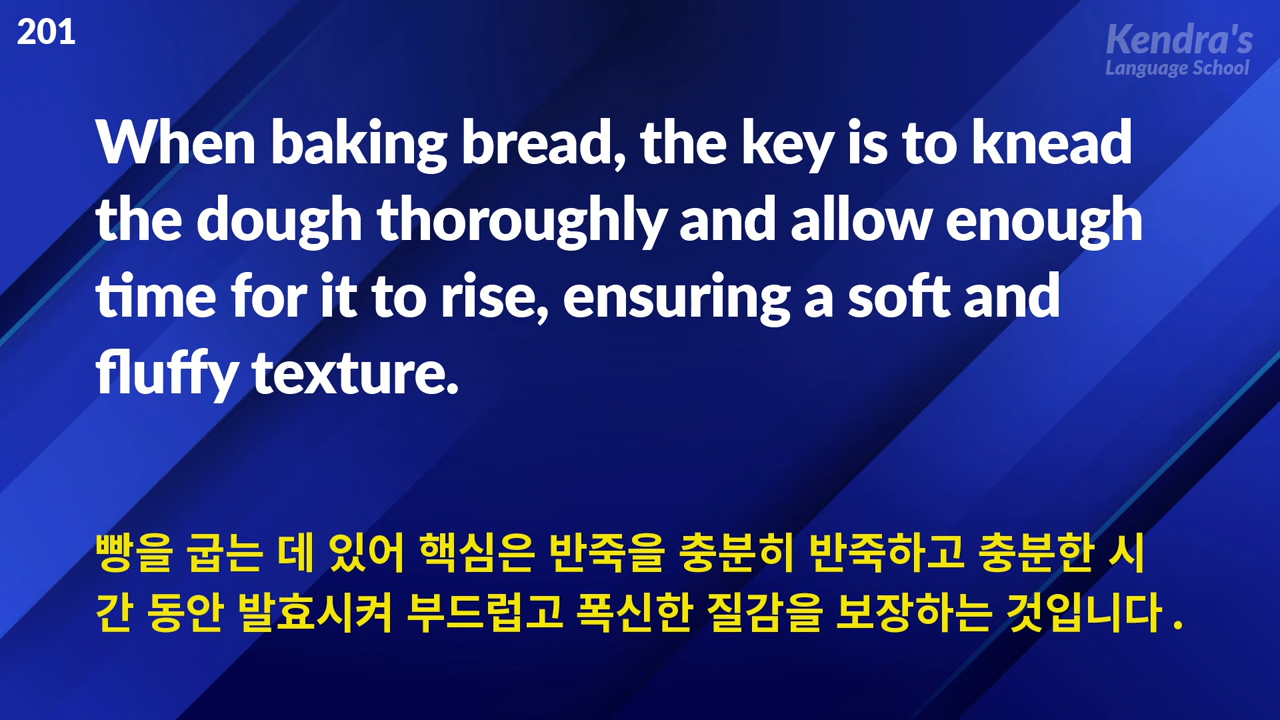 201
Kendra's
Language School
When baking bread, the key is to knead
the dough thoroughly and allow enough
time for it to rise, ensuring a soft and
fluffy texture.
빵을 굽는 데 있어 핵심은 반죽을 충분히 반죽하고 충분한 시
간 동안 발효시켜 부드럽고 폭신한 질감을 보장하는 것입니다 .